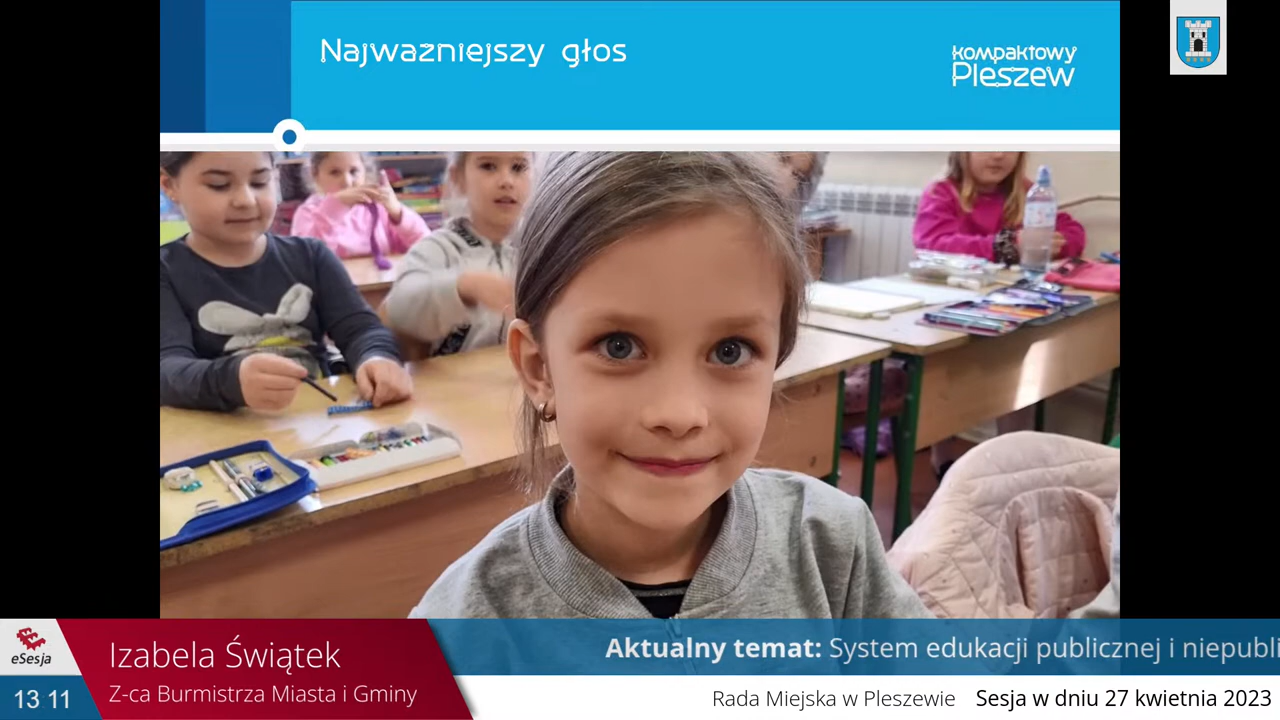 Najważniejszy głos
kompaktowy
Pleszew
eSesja
Izabela Świątek
Z-ca Burmistrza Miasta i Gminy
13 11
Aktualny temat: System edukacji publicznej i niepubli
Rada Miejska w Pleszewie Sesja w dniu 27 kwietnia 2023